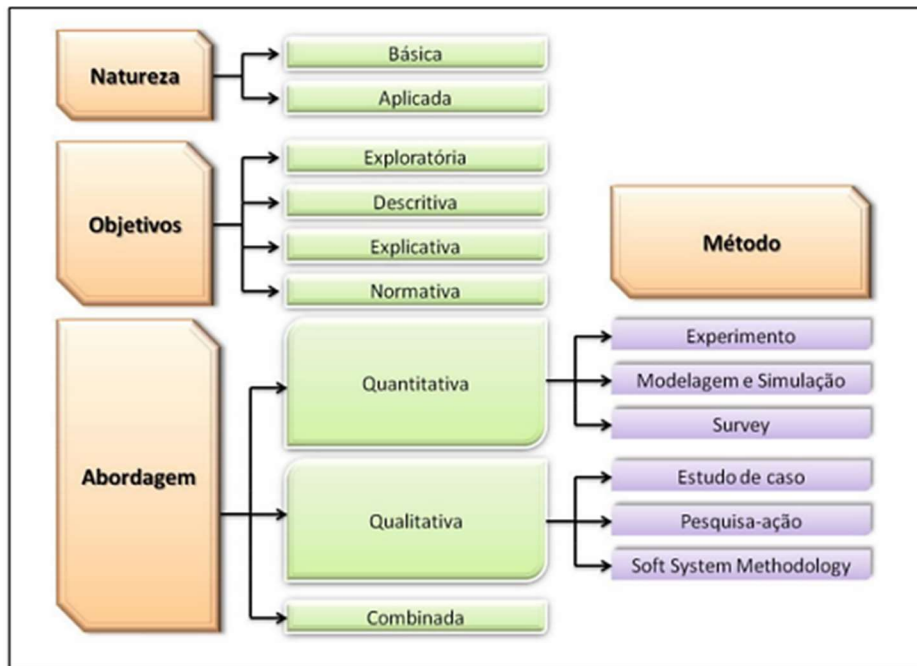 Natureza
Básica
Aplicada
Objetivos
Exploratória
Descritiva
Explicativa
Normativa
Método
Abordagem
Quantitativa
Experimento
Modelagem e Simulação
Survey
Qualitativa
Estudo de caso
Pesquisa-ação
Soft System Methodology
Combinada